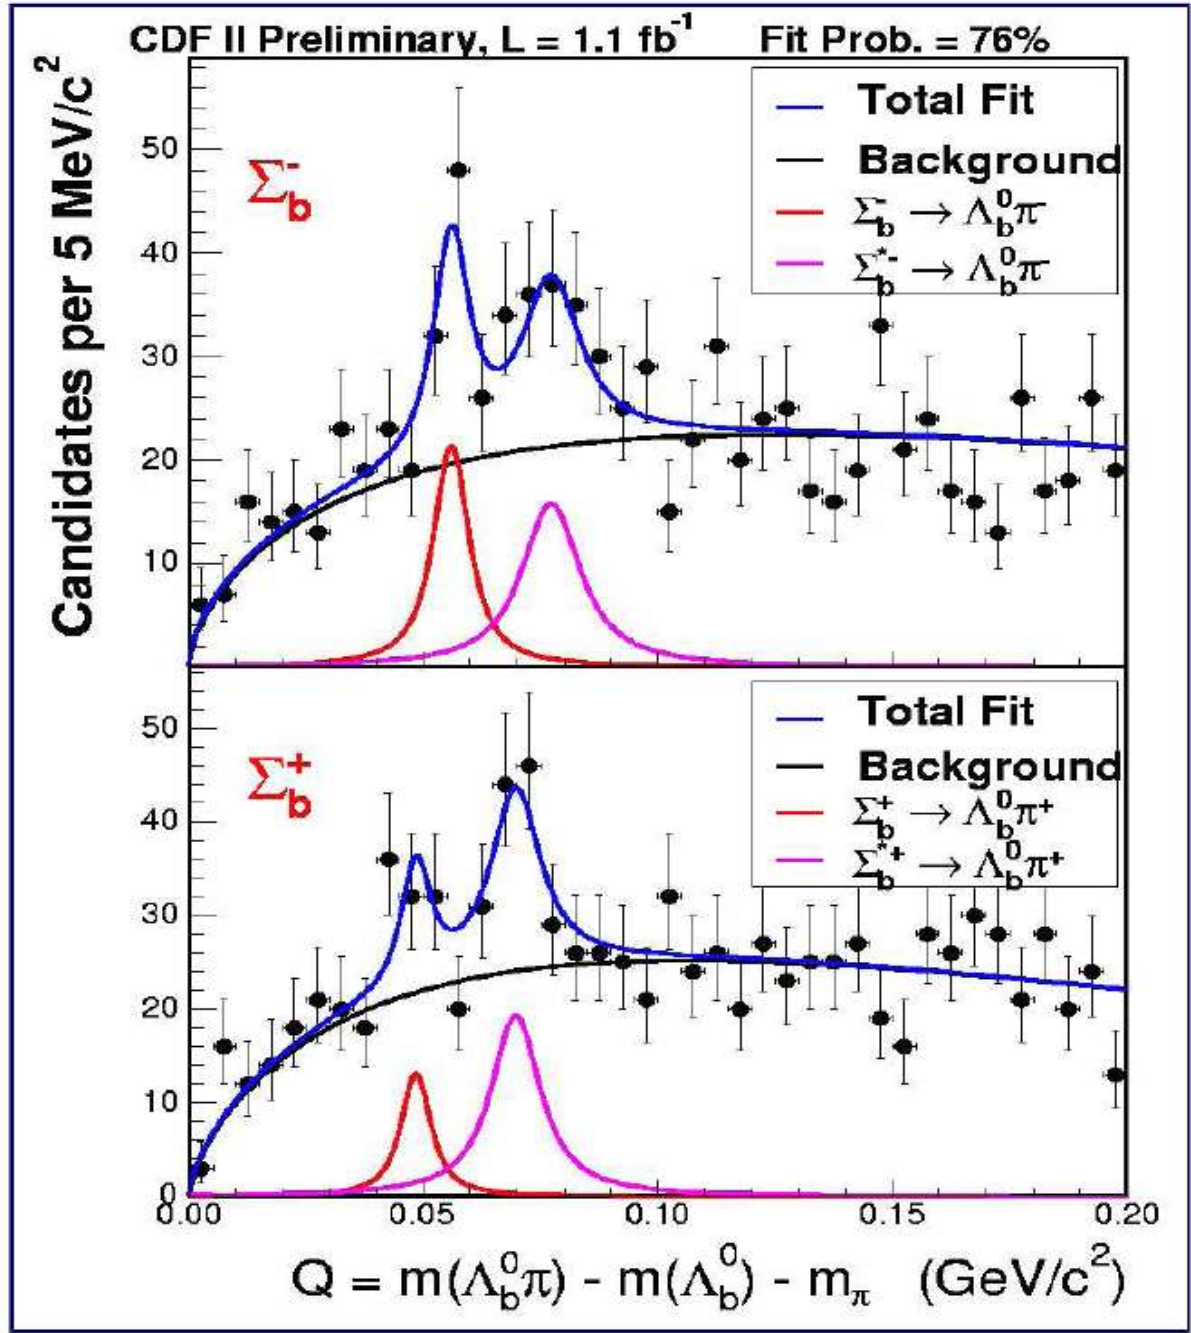 CDF II Preliminary, L = 1.1 fb⁻¹ Fit Prob. = 76%
Candidates per 5 MeV/c²
Σb⁻
50
40
30
20
10
Total Fit
Background
Σb⁻ → Λb⁰π⁻
Σb*⁻ → Λb⁰π⁻
Σb⁺
50
40
30
20
10
0
Total Fit
Background
Σb⁺ → Λb⁰π⁺
Σb*⁺ → Λb⁰π⁺
0.00 0.05 0.10 0.15 0.20
Q = m(Λb⁰π) - m(Λb⁰) - mπ (GeV/c²)